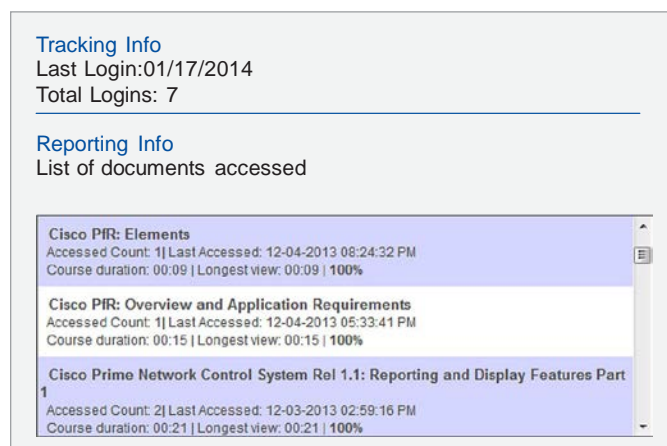 Tracking Info
Last Login:01/17/2014
Total Logins: 7
Reporting Info
List of documents accessed
Cisco PfR: Elements
Accessed Count: 1| Last Accessed: 12-04-2013 08:24:32 PM
Course duration: 00:09 | Longest view: 00:09 | 100%
Cisco PfR: Overview and Application Requirements
Accessed Count: 1| Last Accessed: 12-04-2013 05:33:41 PM
Course duration: 00:15 | Longest view: 00:15 | 100%
Cisco Prime Network Control System Rel 1.1: Reporting and Display Features Part
1
Accessed Count: 2| Last Accessed: 12-03-2013 02:59:16 PM
Course duration: 00:21 | Longest view: 00:21 | 100%